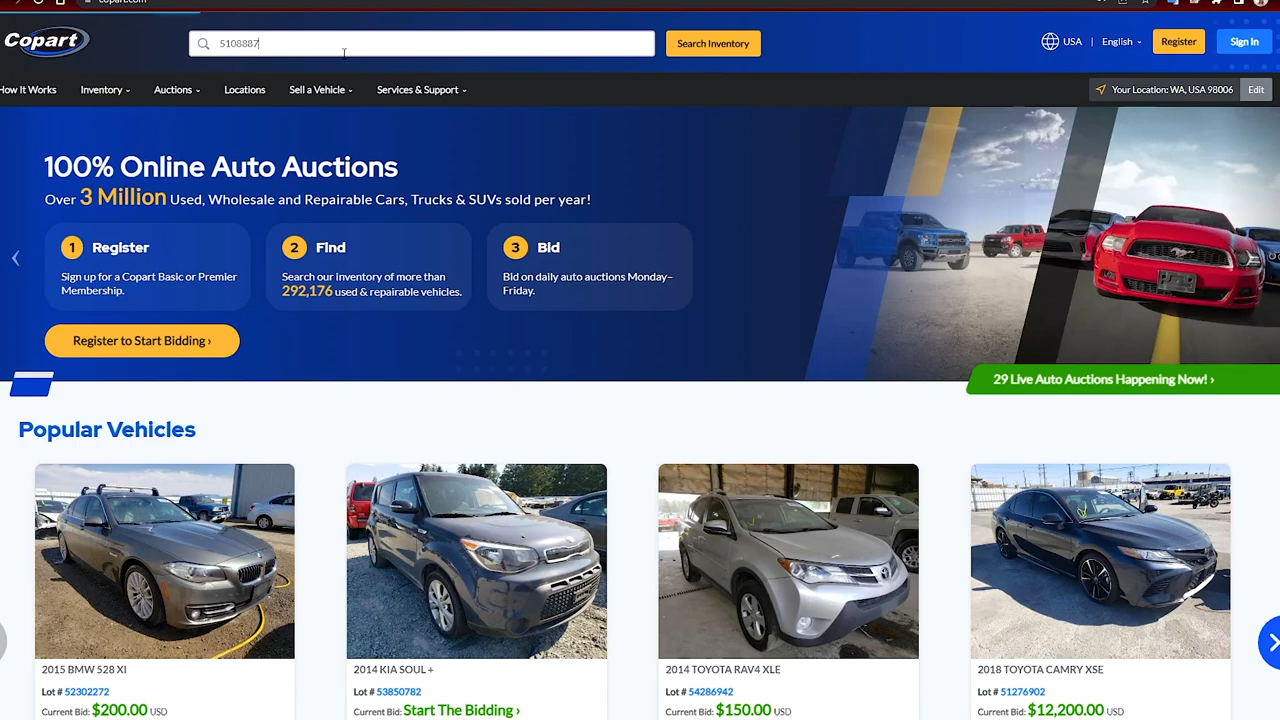 copart.com
Copart
5108887
Search Inventory
USA | English
Register
Sign In
How It Works
Inventory
Auctions
Locations
Sell a Vehicle
Services & Support
Your Location: WA, USA 98006
Edit
100% Online Auto Auctions
Over 3 Million Used, Wholesale and Repairable Cars, Trucks & SUVs sold per year!
1 Register
Sign up for a Copart Basic or Premier
Membership.
2 Find
Search our Inventory of more than
292,176 used & repairable vehicles.
3 Bid
Bid on daily auto auctions Monday–
Friday.
Register to Start Bidding ›
29 Live Auto Auctions Happening Now! ›
Popular Vehicles
2015 BMW 528 XI
Lot # 52302272
Current Bid: $200.00 USD
2014 KIA SOUL +
Lot # 53850782
Current Bid: Start The Bidding ›
2014 TOYOTA RAV4 XLE
Lot # 54286942
Current Bid: $150.00 USD
2018 TOYOTA CAMRY XSE
Lot # 51276902
Current Bid: $12,200.00 USD